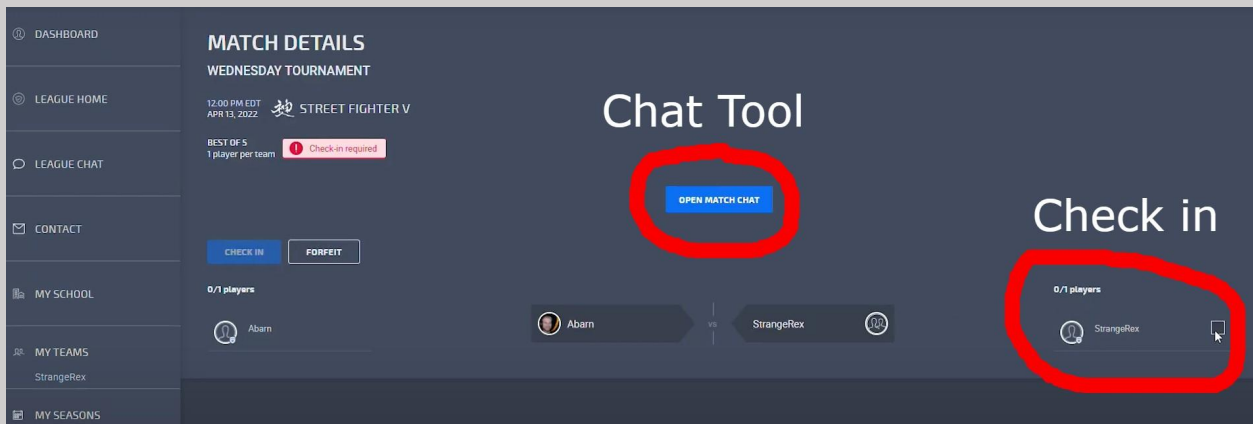 DASHBOARD
LEAGUE HOME
LEAGUE CHAT
CONTACT
MY SCHOOL
MY TEAMS
StrangeRex
MY SEASONS
MATCH DETAILS
WEDNESDAY TOURNAMENT
12:00 PM EDT
APR 13, 2022
STREET FIGHTER V
BEST OF 5
1 player per team
! Check-in required
CHECK IN
FORFEIT
0/1 players
Abarn
Chat Tool
OPEN MATCH CHAT
Abarn
vs
StrangeRex
Check in
0/1 players
StrangeRex